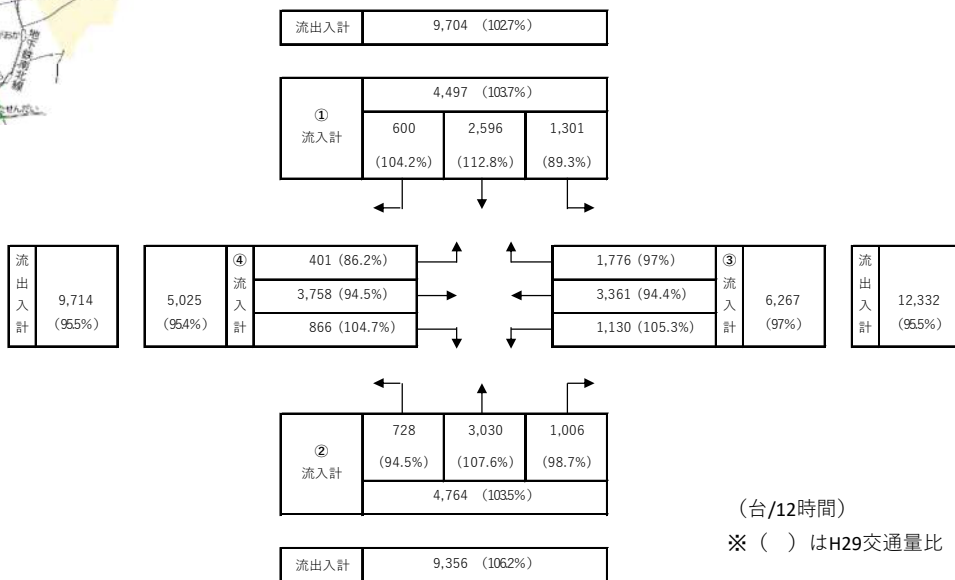 地下鉄南北線
流出入計 9,704 (102.7%)
① 流入計
4,497 (103.7%)
600 2,596 1,301
(104.2%) (112.8%) (89.3%)
流出入計 9,714 (95.5%)
5,025 (95.4%)
④ 流入計
401 (86.2%)
3,758 (94.5%)
866 (104.7%)
1,776 (97%)
3,361 (94.4%)
1,130 (105.3%)
③ 流入計
6,267 (97%)
流出入計 12,332 (95.5%)
② 流入計
728 3,030 1,006
(94.5%) (107.6%) (98.7%)
4,764 (103.5%)
流出入計 9,356 (106.2%)
(台/12時間)
※( )はH29交通量比